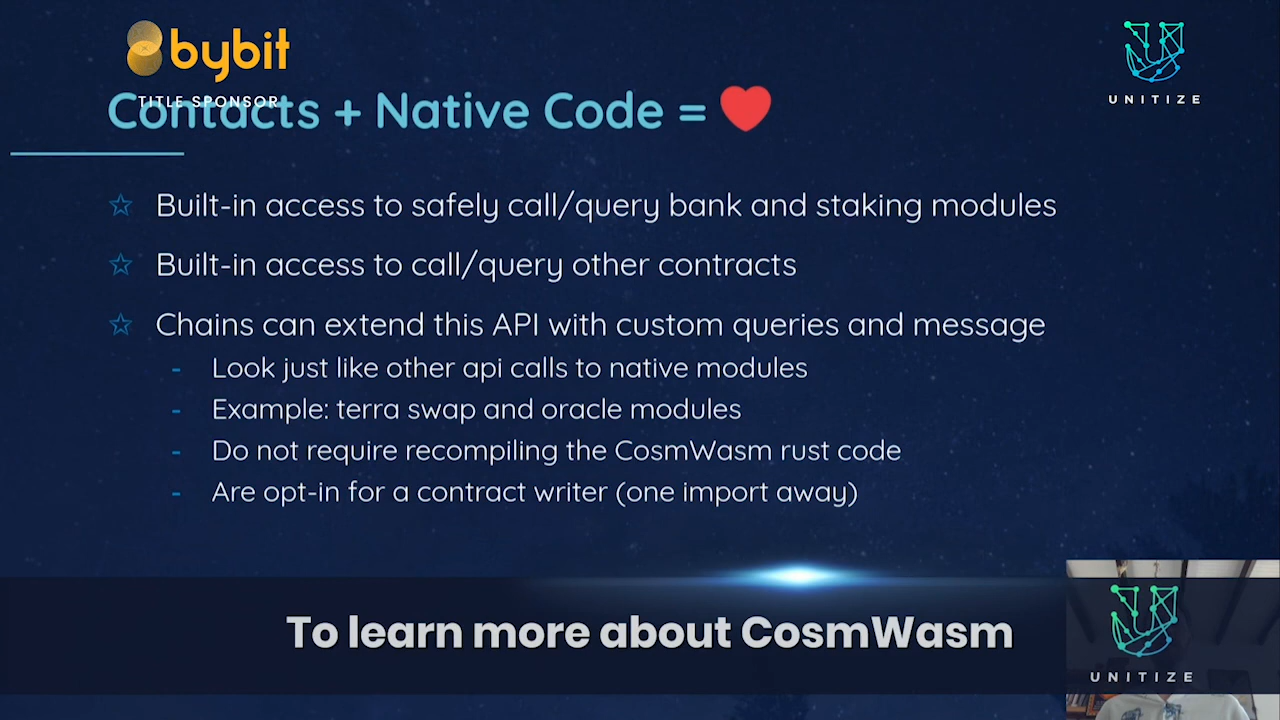 bybit
TITLE SPONSOR
UNITIZE
Contacts + Native Code = ❤️
☆ Built-in access to safely call/query bank and staking modules
☆ Built-in access to call/query other contracts
☆ Chains can extend this API with custom queries and message
- Look just like other api calls to native modules
- Example: terra swap and oracle modules
- Do not require recompiling the CosmWasm rust code
- Are opt-in for a contract writer (one import away)
To learn more about CosmWasm
UNITIZE